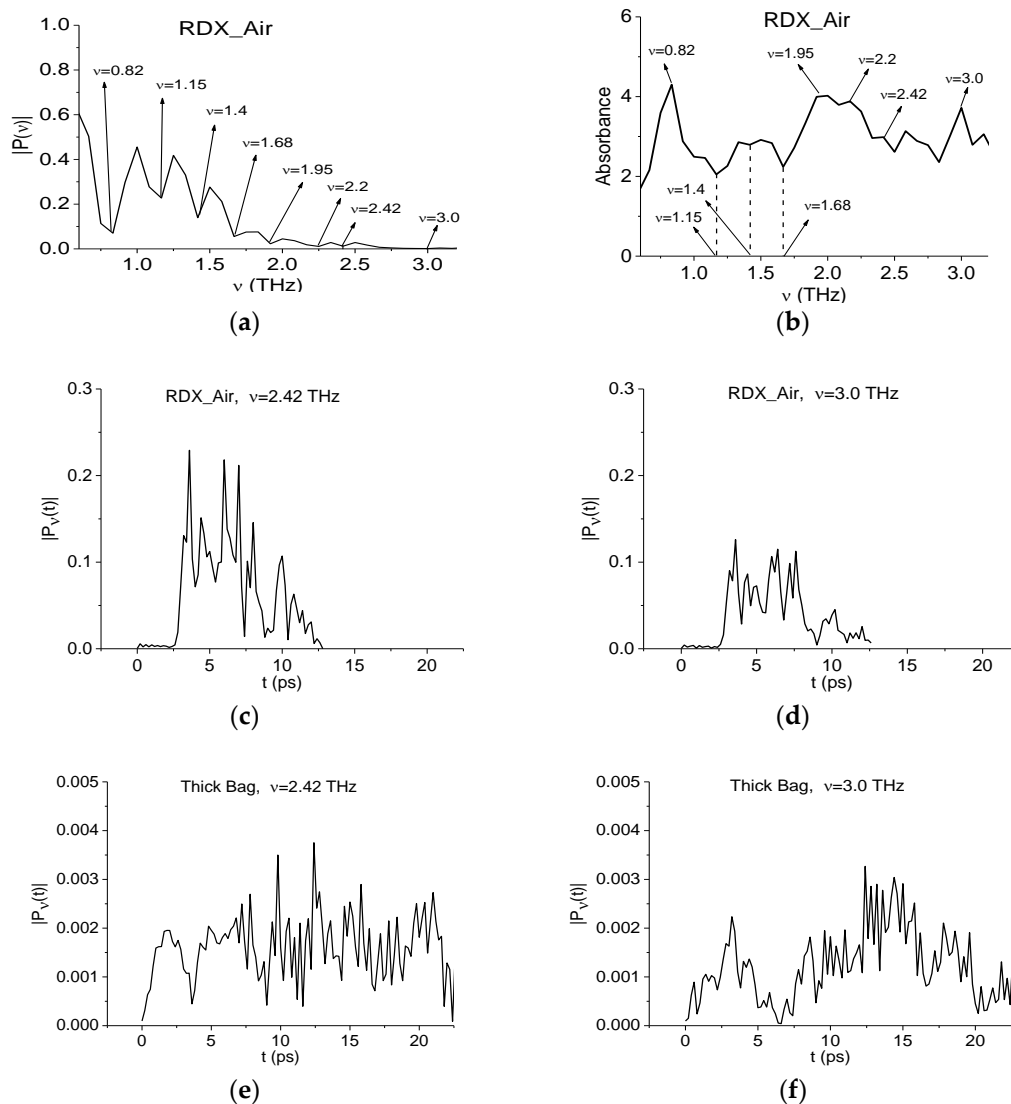 RDX_Air
1.0
0.8
0.6
0.4
0.2
0.0
|P(ν)|
ν=0.82
ν=1.15
ν=1.4
ν=1.68
ν=1.95
ν=2.2
ν=2.42
ν=3.0
1.0 1.5 2.0 2.5 3.0
ν (THz)
(a)
RDX_Air
6
4
2
0
Absorbance
ν=0.82
ν=1.95
ν=2.2
ν=2.42
ν=3.0
ν=1.4
ν=1.15
ν=1.68
1.0 1.5 2.0 2.5 3.0
ν (THz)
(b)
RDX_Air, ν=2.42 THz
0.3
0.2
0.1
0.0
|Pν(t)|
0 5 10 15 20
t (ps)
(c)
RDX_Air, ν=3.0 THz
0.3
0.2
0.1
0.0
|Pν(t)|
0 5 10 15 20
t (ps)
(d)
Thick Bag, ν=2.42 THz
0.005
0.004
0.003
0.002
0.001
0.000
|Pν(t)|
0 5 10 15 20
t (ps)
(e)
Thick Bag, ν=3.0 THz
0.005
0.004
0.003
0.002
0.001
0.000
|Pν(t)|
0 5 10 15 20
t (ps)
(f)